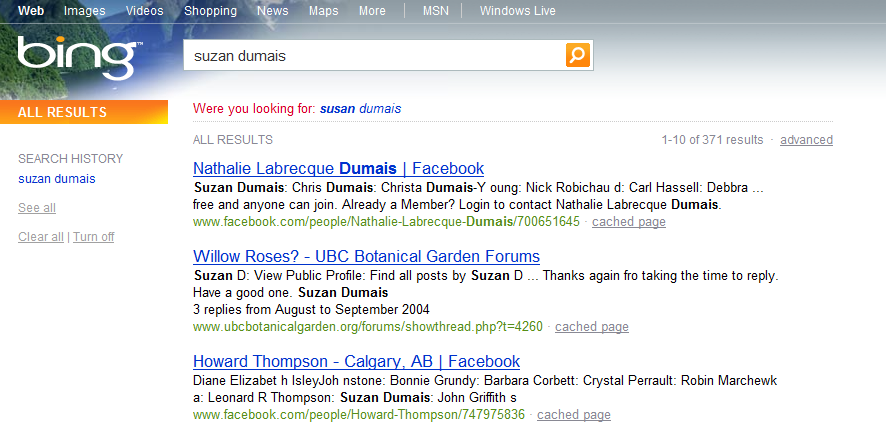 Web Images Videos Shopping News Maps More | MSN | Windows Live
bing™
suzan dumais
ALL RESULTS
SEARCH HISTORY
suzan dumais
See all
Clear all | Turn off
Were you looking for: susan dumais
ALL RESULTS 1-10 of 371 results · advanced
Nathalie Labrecque Dumais | Facebook
Suzan Dumais: Chris Dumais: Christa Dumais-Y oung: Nick Robichau d: Carl Hassell: Debbra ...
free and anyone can join. Already a Member? Login to contact Nathalie Labrecque Dumais.
www.facebook.com/people/Nathalie-Labrecque-Dumais/700651645 · cached page
Willow Roses? - UBC Botanical Garden Forums
Suzan D: View Public Profile: Find all posts by Suzan D ... Thanks again fro taking the time to reply.
Have a good one. Suzan Dumais
3 replies from August to September 2004
www.ubcbotanicalgarden.org/forums/showthread.php?t=4260 · cached page
Howard Thompson - Calgary, AB | Facebook
Diane Elizabet h IsleyJoh nstone: Bonnie Grundy: Barbara Corbett: Crystal Perrault: Robin Marchewk
a: Leonard R Thompson: Suzan Dumais: John Griffith s
www.facebook.com/people/Howard-Thompson/747975836 · cached page